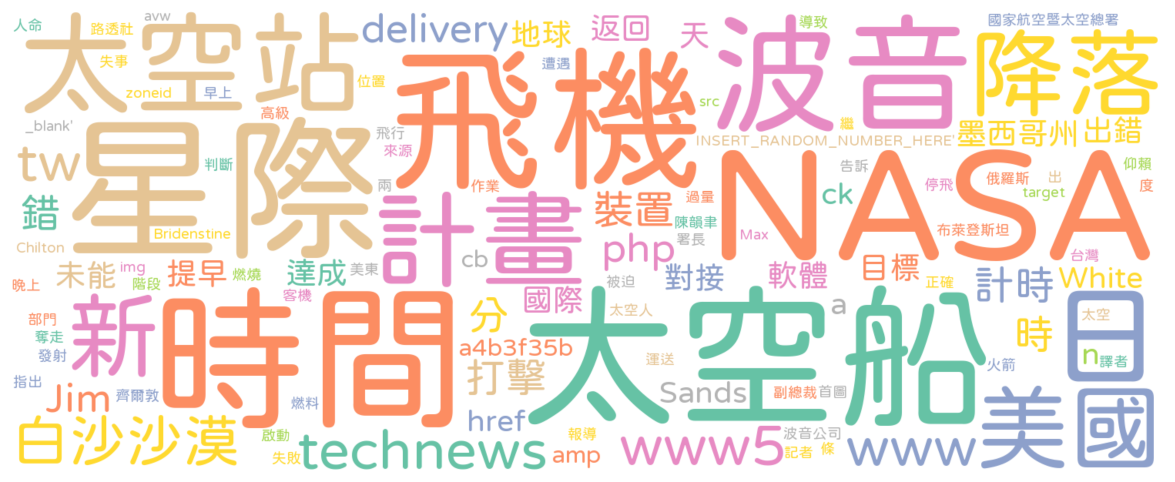 人命
路透社
avw
delivery
地球
返回
天
導致
國家航空暨太空總署
太空站
失事
zoneid
早上
位置
遭遇
飛機
波音
降落
_blank'
高級
src
INSERT_RANDOM_NUMBER_HERE'
繼
墨西哥州
出錯
tw
星際
判斷
飛行
來源
兩
作業
NASA
告訴
停飛
俄羅斯
出
仰賴
target
度
錯
Chilton
Bridenstine
計畫
裝置
過量
陳韻聿
署長
ck
布萊登斯坦
Max
php
台灣
晚上
未能
img
階段
提早
燃燒
達成
美東
客機
cb
國際
被迫
對接
軟體
目標
正確
White
計時
部門
奪走
發射
新
時間
分
太空人
太空船
a
時
太空
日
n
譯者
指出
Jim
齊爾敦
燃料
a4b3f35b
打擊
運送
Sands
副總裁
首圖
火箭
美國
白沙沙漠
啟動
失敗
technews
href
報導
amp
www5
波音公司
記者
條
www